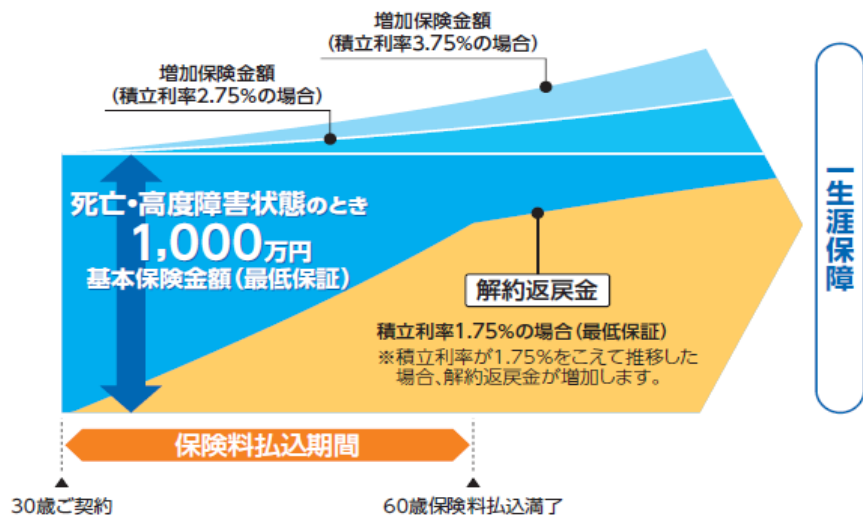 増加保険金額
(積立利率3.75%の場合)
増加保険金額
(積立利率2.75%の場合)
死亡・高度障害状態のとき
1,000万円
基本保険金額(最低保証)
解約返戻金
積立利率1.75%の場合(最低保証)
※積立利率が1.75%をこえて推移した
場合、解約返戻金が増加します。
一生涯保障
保険料払込期間
30歳ご契約
60歳保険料払込満了